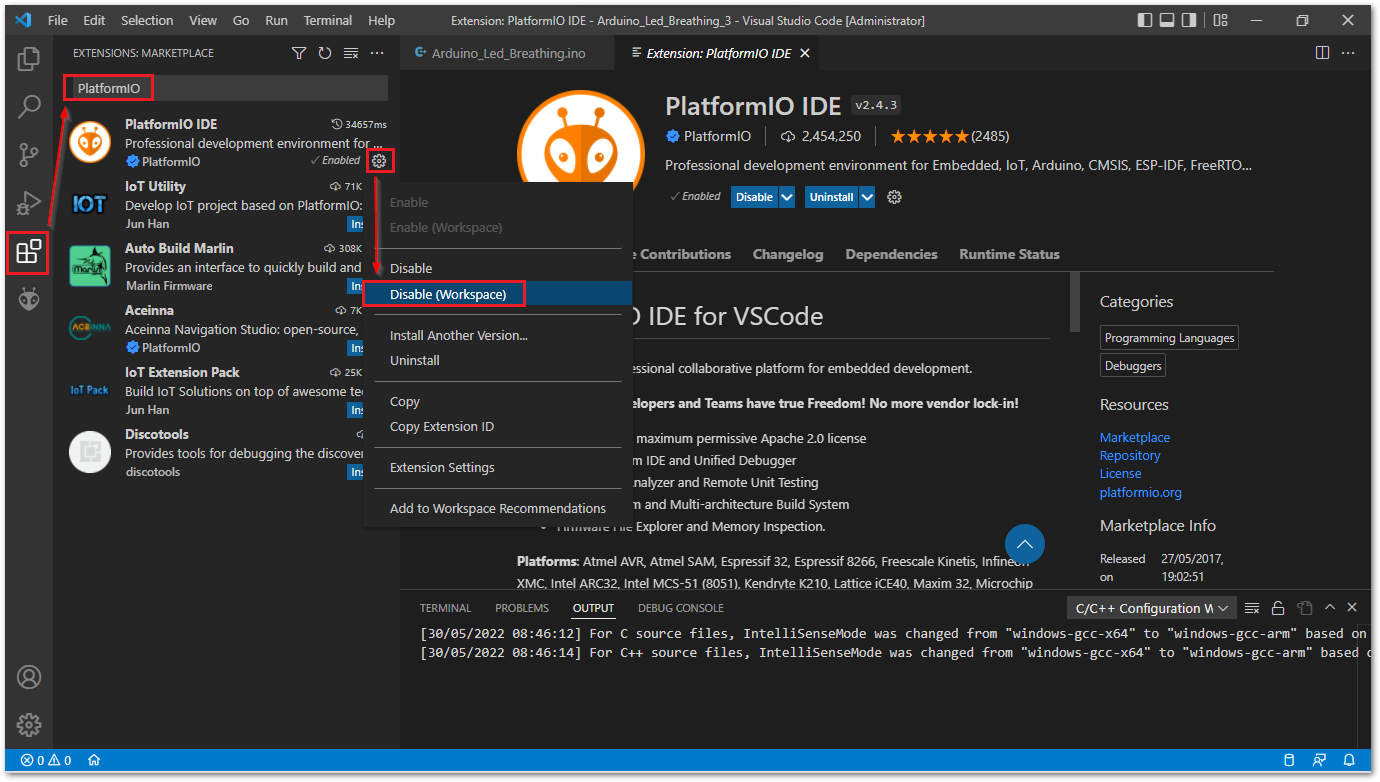 File Edit Selection View Go Run Terminal Help
Extension: PlatformIO IDE - Arduino_Led_Breathing_3 - Visual Studio Code [Administrator]
EXTENSIONS: MARKETPLACE
PlatformIO
PlatformIO IDE 34657ms
Professional development environment for ...
PlatformIO Enabled
IoT Utility 71K
IOT
Develop IoT project based on PlatformIO:
Jun Han Ins
Auto Build Marlin 308K
Marlin
Provides an interface to quickly build and
Marlin Firmware Ins
Aceinna 7K
ACEINNA
Aceinna Navigation Studio: open-source,
PlatformIO Ins
IoT Extension Pack 25K
IoT Pack
Build IoT Solutions on top of awesome te
Jun Han Ins
Discotools
Provides tools for debugging the discove
discotools Ins
Enable
Enable (Workspace)
Disable
Disable (Workspace)
Install Another Version...
Uninstall
Copy
Copy Extension ID
Extension Settings
Add to Workspace Recommendations
Arduino_Led_Breathing.ino
Extension: PlatformIO IDE
PlatformIO IDE v2.4.3
PlatformIO 2,454,250 (2485)
Professional development environment for Embedded, IoT, Arduino, CMSIS, ESP-IDF, FreeRTO...
Enabled Disable Uninstall
e Contributions Changelog Dependencies Runtime Status
O IDE for VSCode
essional collaborative platform for embedded development.
elopers and Teams have true Freedom! No more vendor lock-in!
maximum permissive Apache 2.0 license
m IDE and Unified Debugger
Analyzer and Remote Unit Testing
m and Multi-architecture Build System
Firmware File Explorer and Memory Inspection.
Platforms: Atmel AVR, Atmel SAM, Espressif 32, Espressif 8266, Freescale Kinetis, Infineon
XMC, Intel ARC32, Intel MCS-51 (8051), Kendryte K210, Lattice iCE40, Maxim 32, Microchip
Categories
Programming Languages
Debuggers
Resources
Marketplace
Repository
License
platformio.org
Marketplace Info
Released 27/05/2017,
on 19:02:51
TERMINAL PROBLEMS OUTPUT DEBUG CONSOLE
C/C++ Configuration W
[30/05/2022 08:46:12] For C source files, IntelliSenseMode was changed from "windows-gcc-x64" to "windows-gcc-arm" based on
[30/05/2022 08:46:14] For C++ source files, IntelliSenseMode was changed from "windows-gcc-x64" to "windows-gcc-arm" based o
0 0